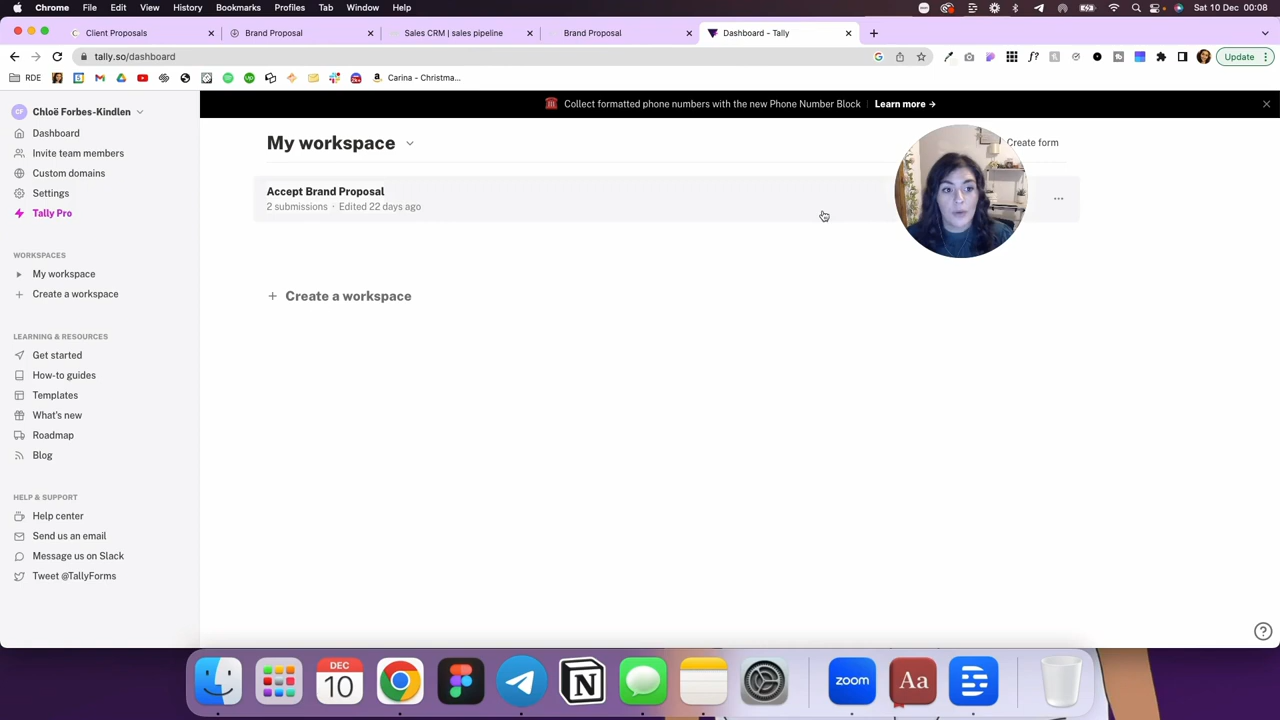 Chrome File Edit View History Bookmarks Profiles Tab Window Help Sat 10 Dec 00:08
Client Proposals Brand Proposal Sales CRM | sales pipeline Brand Proposal Dashboard - Tally
tally.so/dashboard Update
RDE Carina - Christma...
Collect formatted phone numbers with the new Phone Number Block Learn more →
CF Chloë Forbes-Kindlen
Dashboard
Invite team members
Custom domains
Settings
Tally Pro
WORKSPACES
My workspace
Create a workspace
LEARNING & RESOURCES
Get started
How-to guides
Templates
What's new
Roadmap
Blog
HELP & SUPPORT
Help center
Send us an email
Message us on Slack
Tweet @TallyForms
My workspace
Create form
Accept Brand Proposal
2 submissions · Edited 22 days ago
+ Create a workspace
DEC
10
zoom
Aa